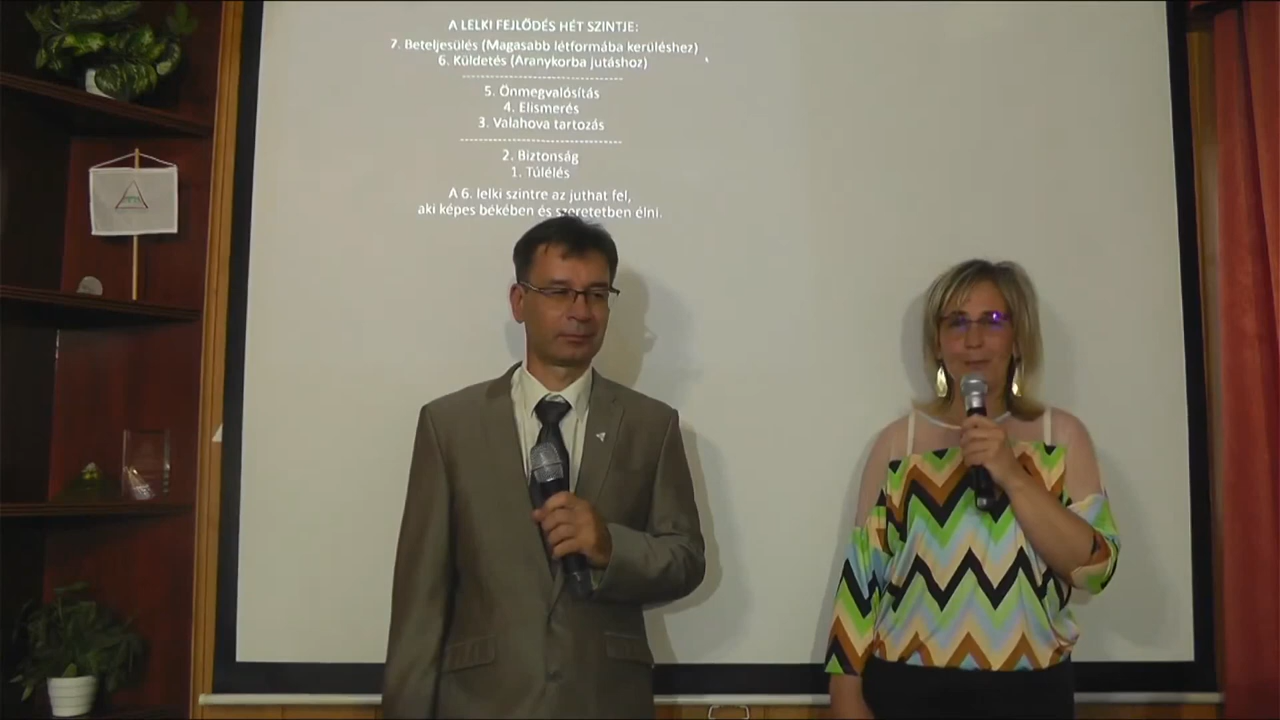 A LELKI FEJLŐDÉS HÉT SZINTJE:
7. Beteljesülés (Magasabb létformába kerüléshez)
6. Küldetés (Aranykorba jutáshoz)
----------------------------------
5. Önmegvalósítás
4. Elismerés
3. Valahova tartozás
----------------------------------
2. Biztonság
1. Túlélés
A 6. lelki szintre az juthat fel,
aki képes békében és szeretetben élni.